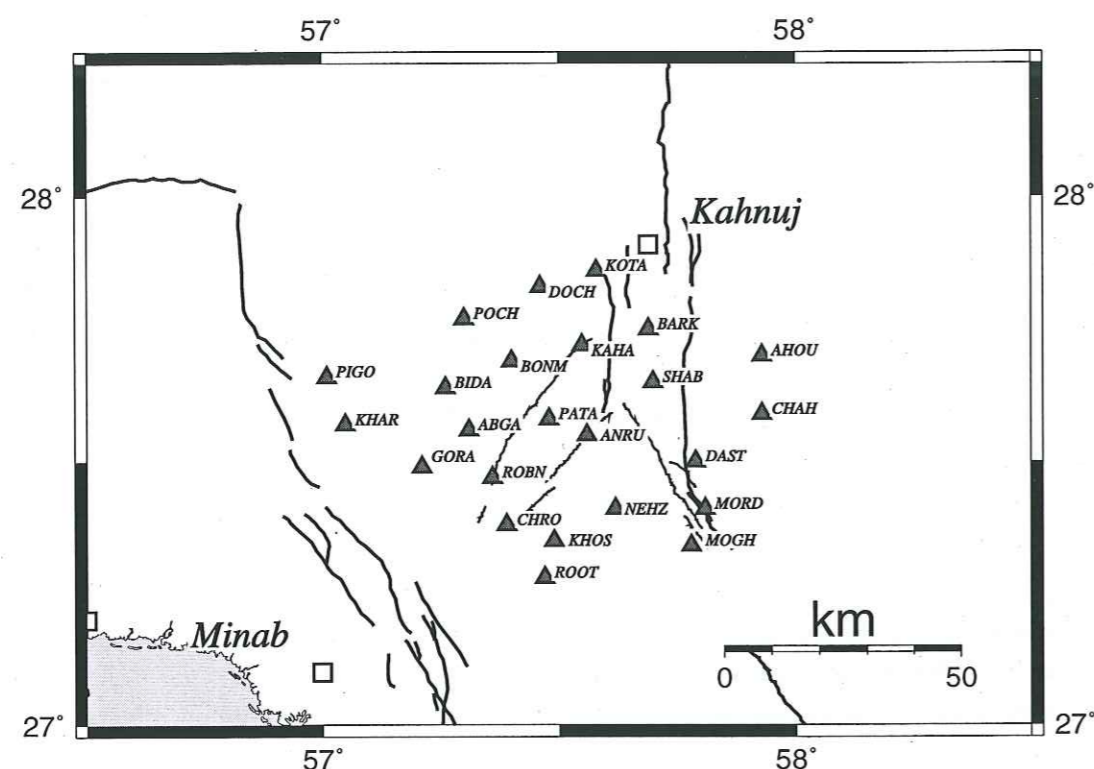 57° 58°
28° 28°
Kahnuj
KOTA
DOCH
POCH
BARK
KAHA
AHOU
BONM
PIGO
SHAB
BIDA
CHAH
PATA
KHAR
ABGA
ANRU
DAST
GORA
ROBN
NEHZ
MORD
CHRO
KHOS
MOGH
ROOT
km
Minab
0 50
27° 27°
57° 58°